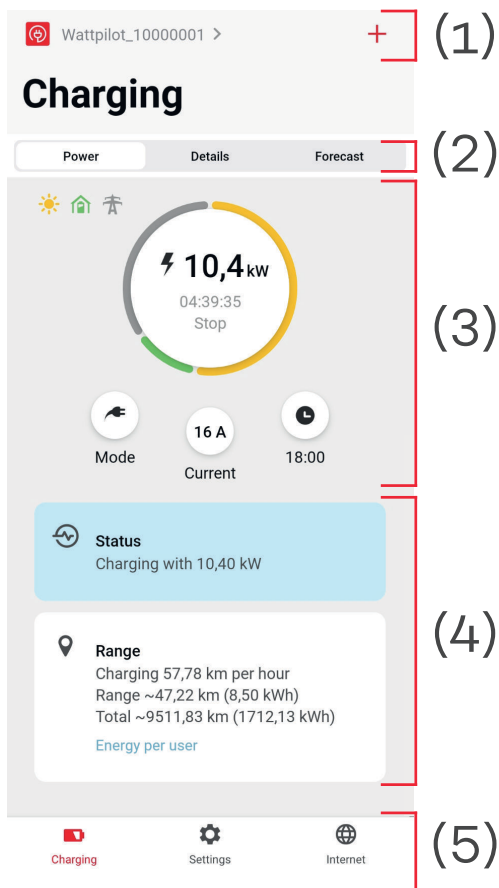 Wattpilot_10000001 >
+
(1)
Charging
Power Details Forecast
(2)
10,4 kW
04:39:35
Stop
(3)
16 A
Mode Current 18:00
Status
Charging with 10,40 kW
(4)
Range
Charging 57,78 km per hour
Range ~47,22 km (8,50 kWh)
Total ~9511,83 km (1712,13 kWh)
Energy per user
Charging Settings Internet
(5)